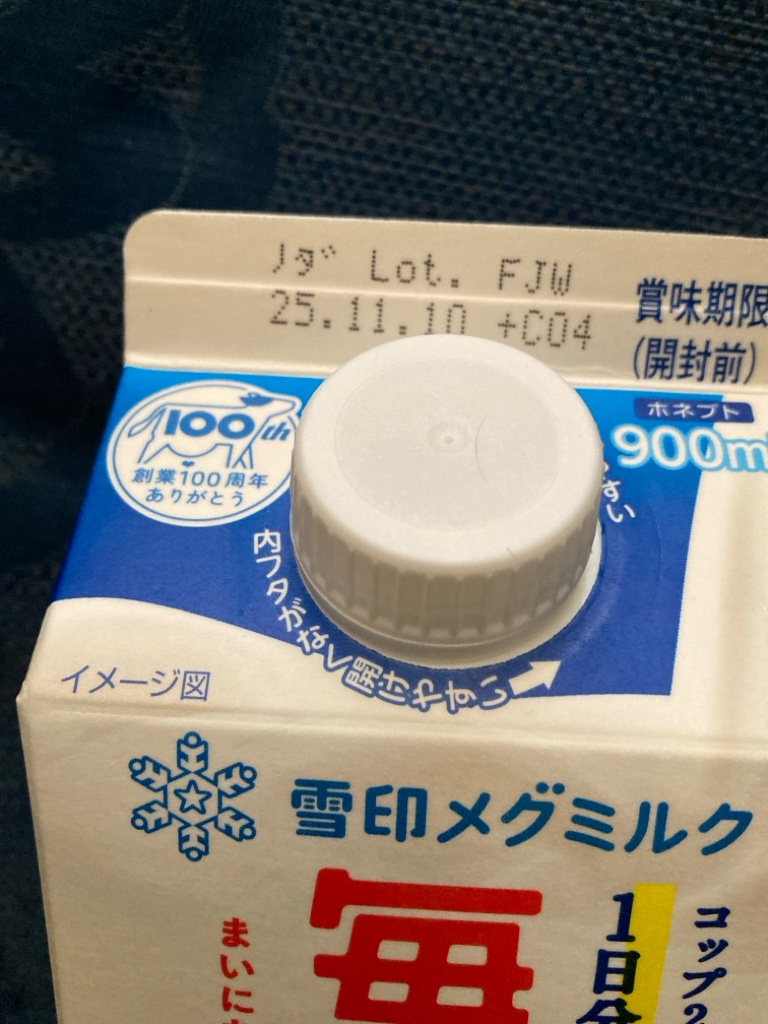 ノダ Lot. FJW
25.11.10 +C04
賞味期限
(開封前)
100th
創業100周年
ありがとう
ホネブト
900m
内フタがなく開けやすい
すい
イメージ図
雪印メグミルク
毎
まいに
1日分
コップ2